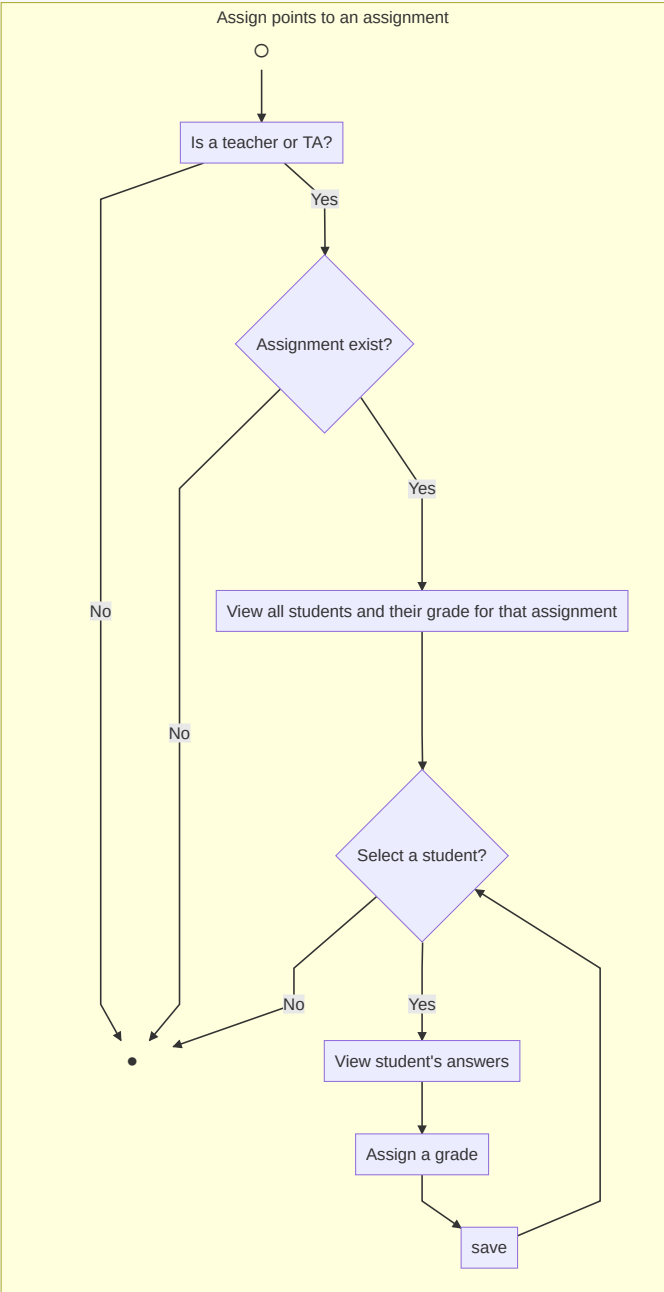 Assign points to an assignment
Is a teacher or TA?
Yes
Assignment exist?
Yes
No
View all students and their grade for that assignment
No
Select a student?
No
Yes
View student's answers
Assign a grade
save